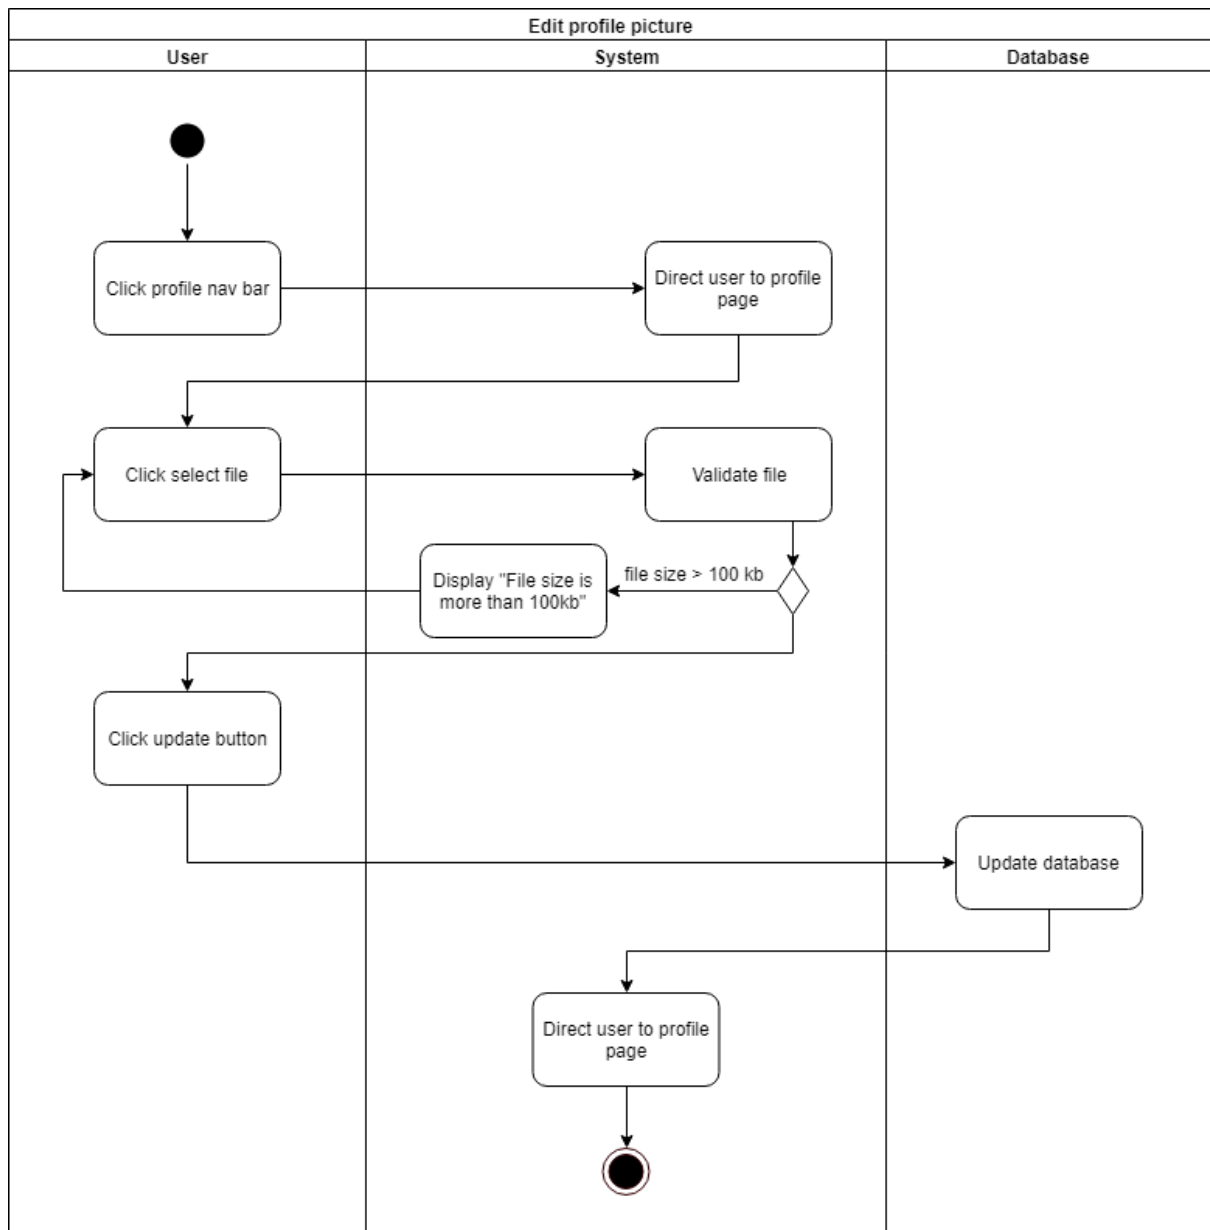 Edit profile picture
User
System
Database
Click profile nav bar
Direct user to profile
page
Click select file
Validate file
file size > 100 kb
Display "File size is
more than 100kb"
Click update button
Update database
Direct user to profile
page